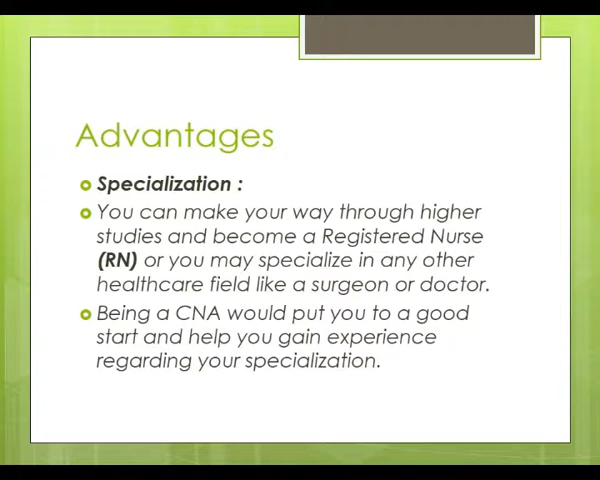 Advantages
Specialization :
You can make your way through higher
studies and become a Registered Nurse
(RN) or you may specialize in any other
healthcare field like a surgeon or doctor.
Being a CNA would put you to a good
start and help you gain experience
regarding your specialization.